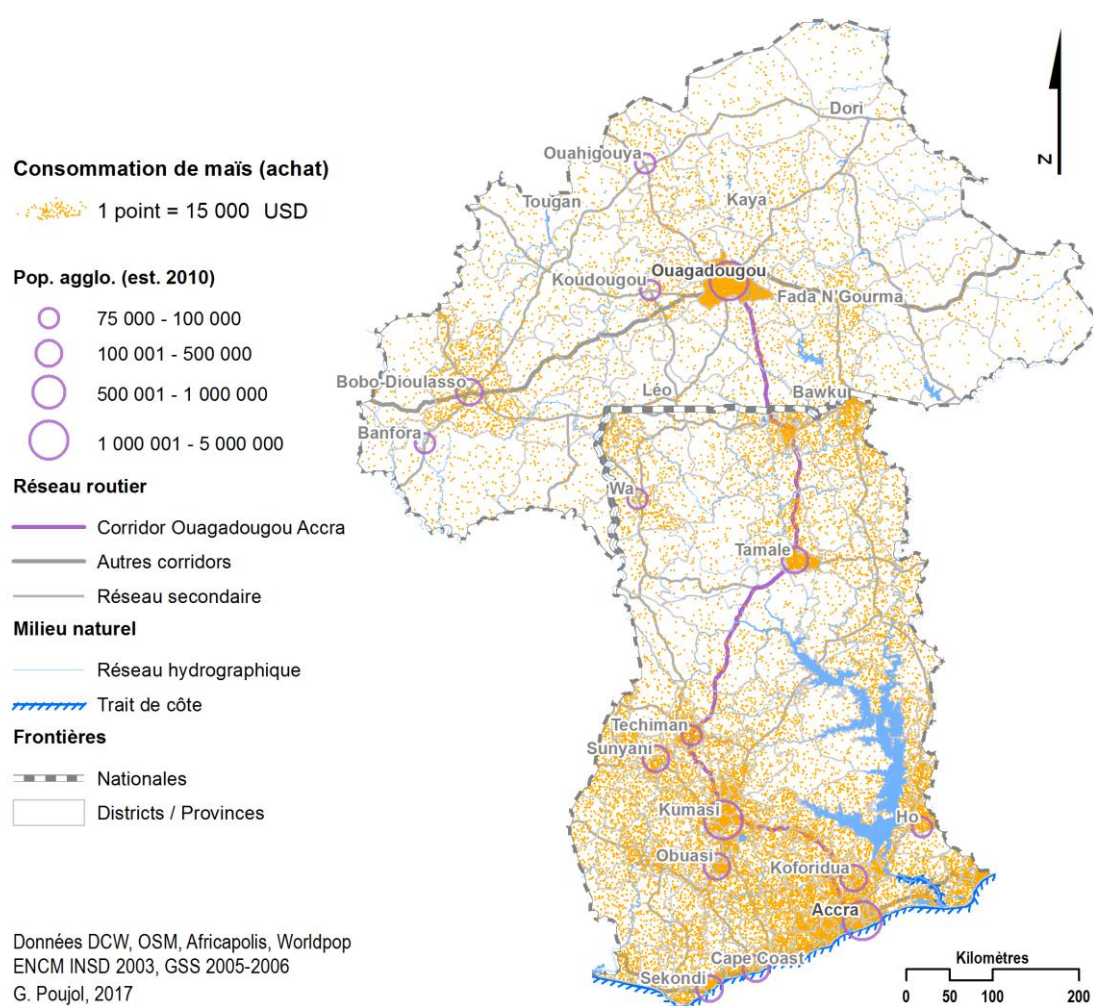 Consommation de maïs (achat)
1 point = 15 000 USD
Pop. agglo. (est. 2010)
75 000 - 100 000
100 001 - 500 000
500 001 - 1 000 000
1 000 001 - 5 000 000
Réseau routier
Corridor Ouagadougou Accra
Autres corridors
Réseau secondaire
Milieu naturel
Réseau hydrographique
Trait de côte
Frontières
Nationales
Districts / Provinces
Données DCW, OSM, Africapolis, Worldpop
ENCM INSD 2003, GSS 2005-2006
G. Poujol, 2017
N
Dori
Ouahigouya
Kaya
Tougan
Ouagadougou
Koudougou
Fada N'Gourma
Bobo-Dioulasso
Léo
Bawku
Banfora
Wa
Tamale
Techiman
Sunyani
Kumasi
Ho
Obuasi
Koforidua
Accra
Cape Coast
Sekondi
Kilomètres
0 50 100 200